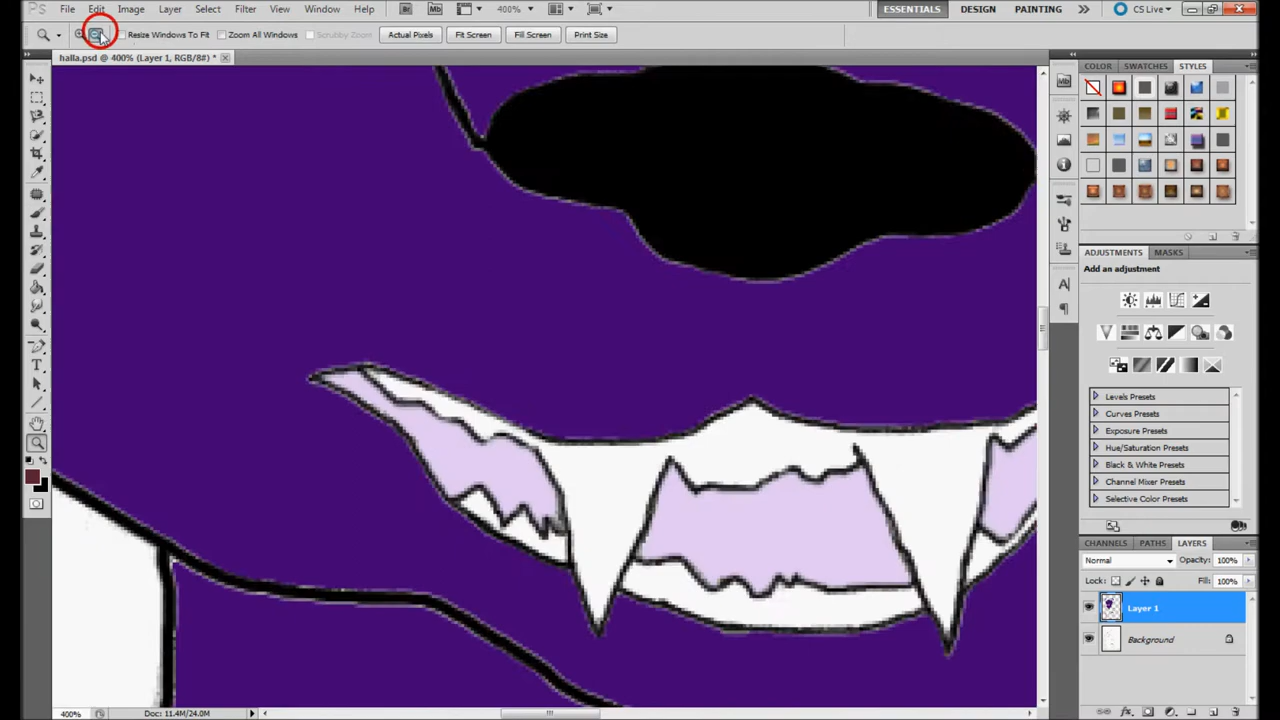 Ps File Edit Image Layer Select Filter View Window Help Br Mb 400% ESSENTIALS DESIGN PAINTING CS Live
Resize Windows To Fit Zoom All Windows Scrubby Zoom Actual Pixels Fit Screen Fill Screen Print Size
halla.psd @ 400% (Layer 1, RGB/8#) *
COLOR SWATCHES STYLES
Mb
ADJUSTMENTS MASKS
Add an adjustment
Levels Presets
Curves Presets
Exposure Presets
Hue/Saturation Presets
Black & White Presets
Channel Mixer Presets
Selective Color Presets
CHANNELS PATHS LAYERS
Normal Opacity: 100%
Lock: Fill: 100%
Layer 1
Background
400% Doc: 11.4M/24.0M